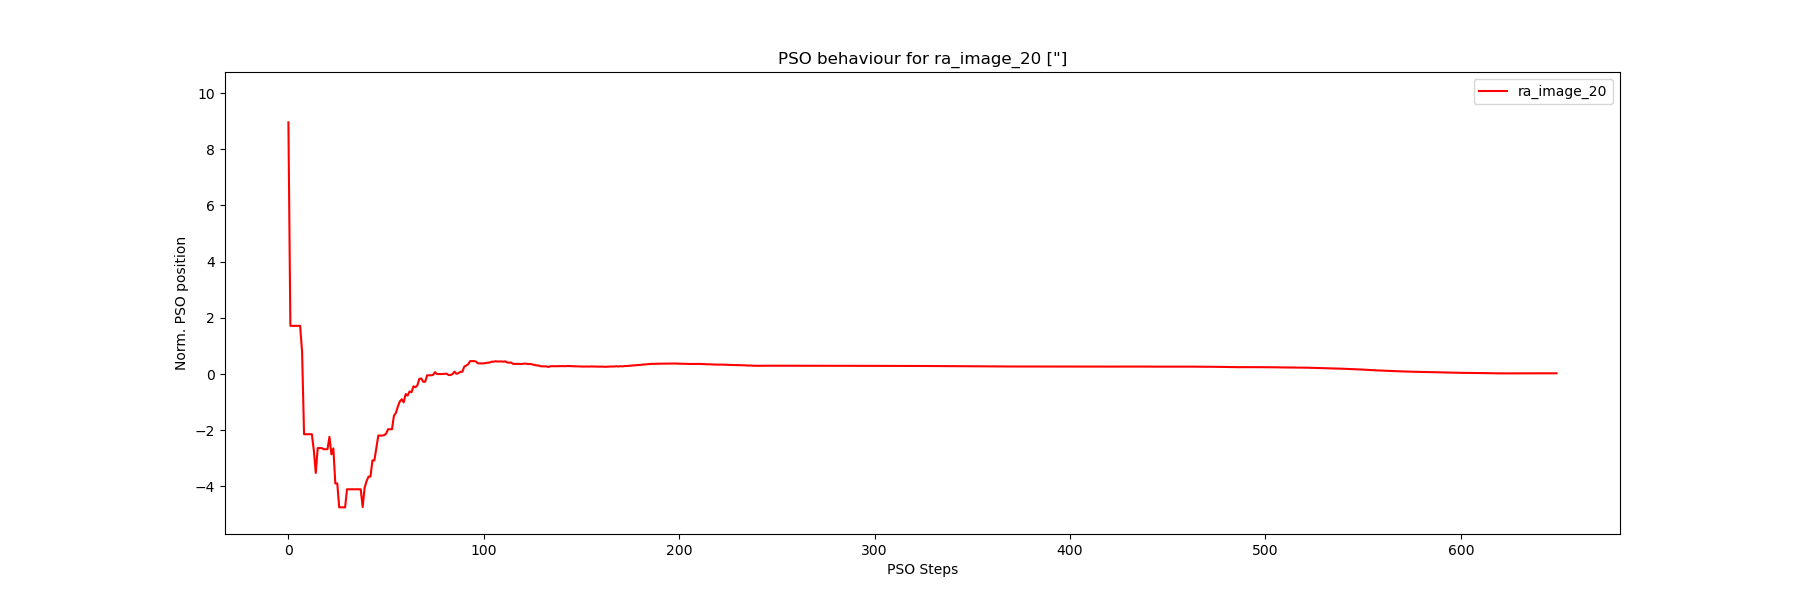 PSO behaviour for ra_image_20 ["]
ra_image_20
Norm. PSO position
10
8
6
4
2
0
−2
−4
0 100 200 300 400 500 600
PSO Steps